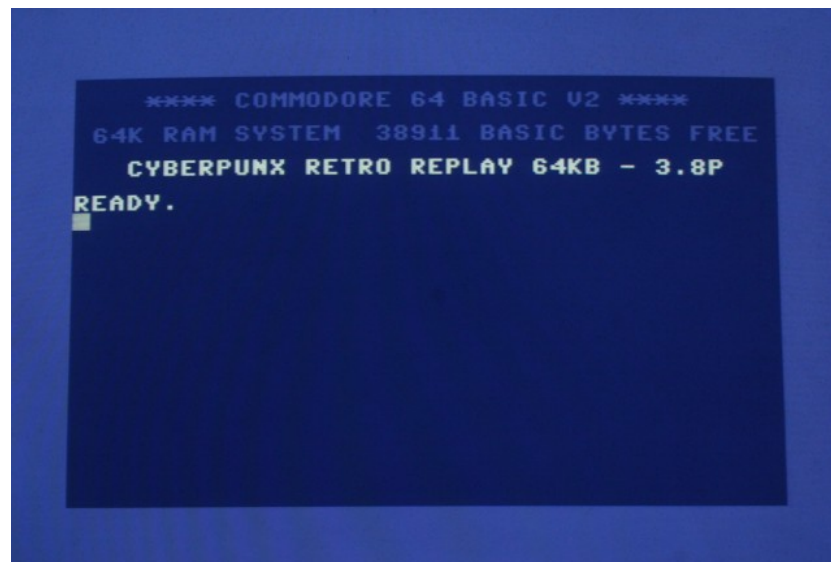 **** COMMODORE 64 BASIC V2 ****
64K RAM SYSTEM 38911 BASIC BYTES FREE
CYBERPUNX RETRO REPLAY 64KB - 3.8P
READY.